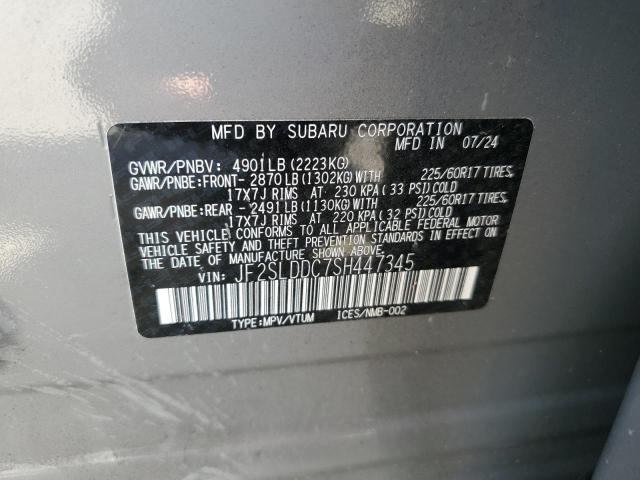 MFD BY SUBARU CORPORATION
MFD IN 07/24
GVWR/PNBV: 4901LB (2223KG)
GAWR/PNBE:FRONT-2870LB (1302KG) WITH 225/60R17 TIRES,
17X7J RIMS AT 230 KPA ( 33 PSI) COLD
GAWR/PNBE:REAR -2491LB (1130KG) WITH 225/60R17 TIRES,
17X7J RIMS AT 220 KPA ( 32 PSI) COLD
THIS VEHICLE CONFORMS TO ALL APPLICABLE FEDERAL MOTOR
VEHICLE SAFETY AND THEFT PREVENTION STANDARDS IN EFFECT
ON THE DATE OF MANUFACTURE SHOWN ABOVE.
VIN: JF2SLDDC7SH447345
TYPE:MPV/VTUM ICES/NMB-002